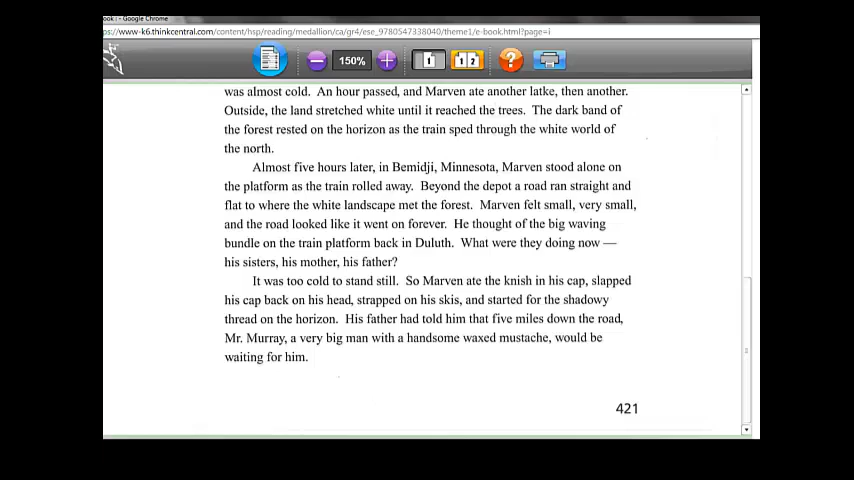 ook : - Google Chrome
ps://www-k6.thinkcentral.com/content/hsp/reading/medallion/ca/gr4/ese_9780547338040/theme1/e-book.html?page=i
150% 1 1 2 ?
was almost cold. An hour passed, and Marven ate another latke, then another.
Outside, the land stretched white until it reached the trees. The dark band of
the forest rested on the horizon as the train sped through the white world of
the north.
Almost five hours later, in Bemidji, Minnesota, Marven stood alone on
the platform as the train rolled away. Beyond the depot a road ran straight and
flat to where the white landscape met the forest. Marven felt small, very small,
and the road looked like it went on forever. He thought of the big waving
bundle on the train platform back in Duluth. What were they doing now —
his sisters, his mother, his father?
It was too cold to stand still. So Marven ate the knish in his cap, slapped
his cap back on his head, strapped on his skis, and started for the shadowy
thread on the horizon. His father had told him that five miles down the road,
Mr. Murray, a very big man with a handsome waxed mustache, would be
waiting for him.
421